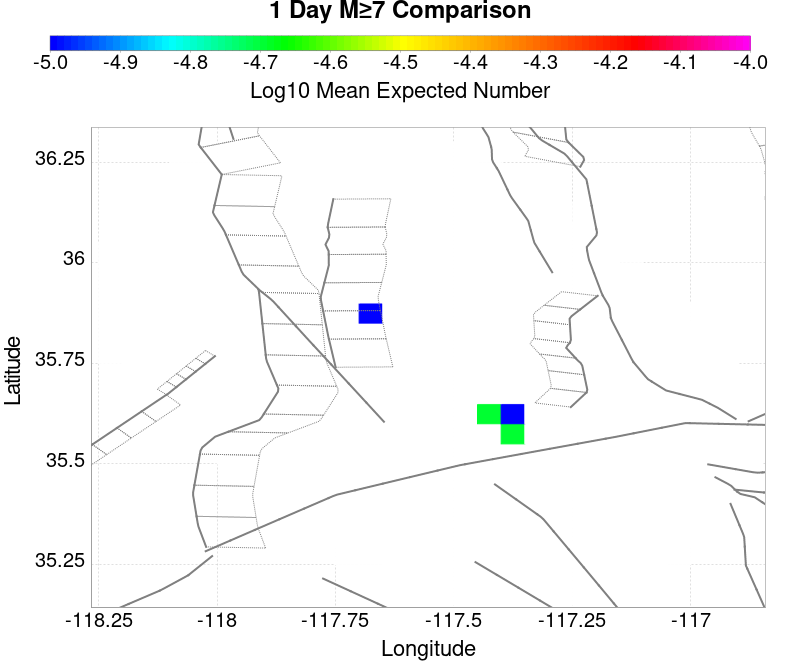 1 Day M≥7 Comparison
-5.0 -4.9 -4.8 -4.7 -4.6 -4.5 -4.4 -4.3 -4.2 -4.1 -4.0
Log10 Mean Expected Number
36.25
36
35.75
35.5
35.25
Latitude
-118.25 -118 -117.75 -117.5 -117.25 -117
Longitude